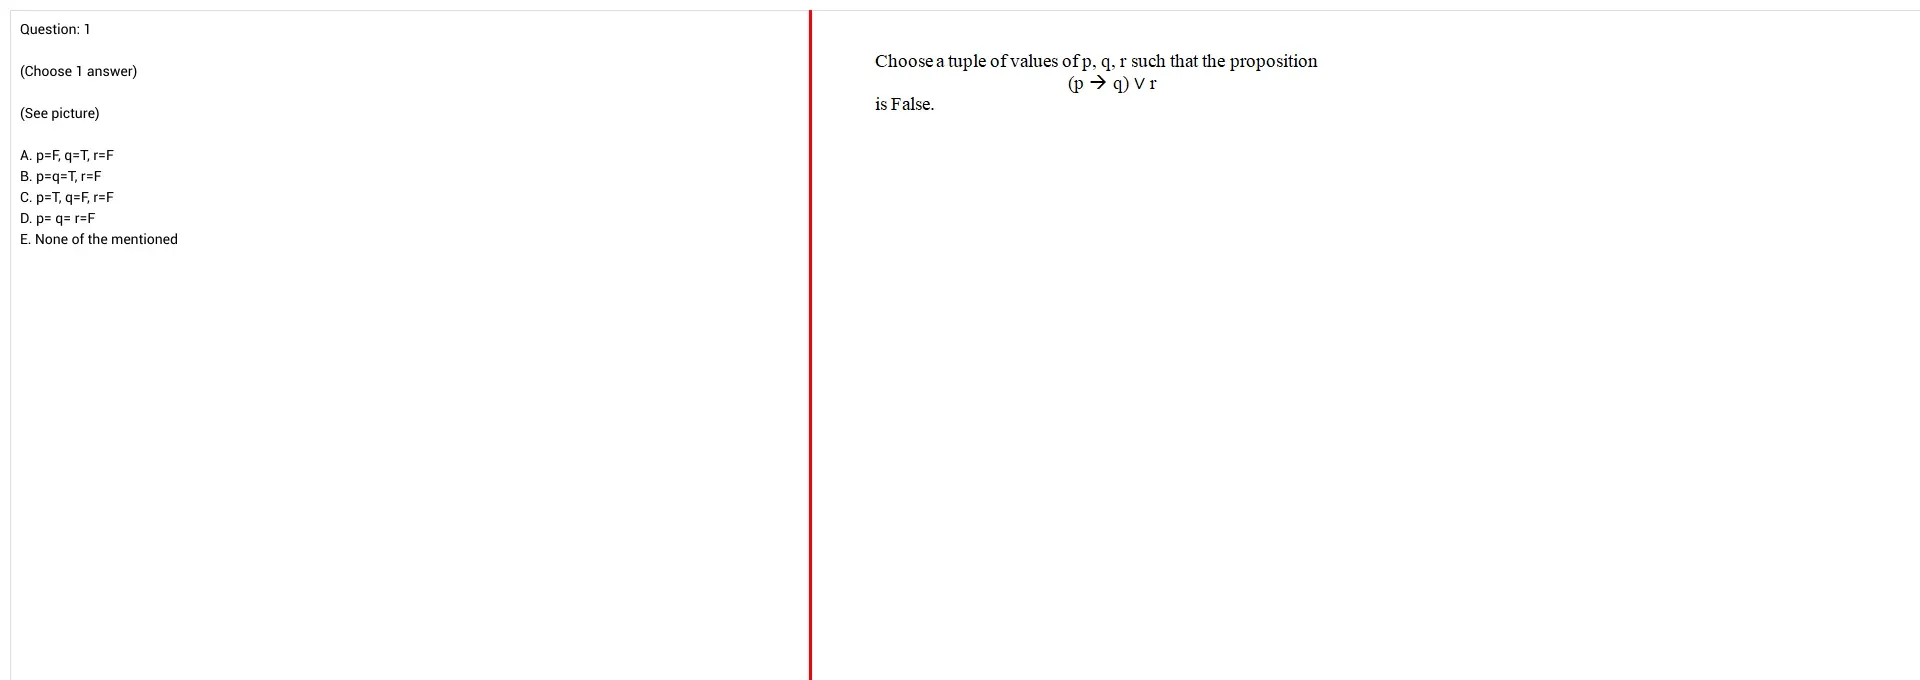 Question: 1
(Choose 1 answer)
(See picture)
A. p=F, q=T, r=F
B. p=q=T, r=F
C. p=T, q=F, r=F
D. p= q= r=F
E. None of the mentioned
Choose a tuple of values of p, q, r such that the proposition
(p → q) ∨ r
is False.